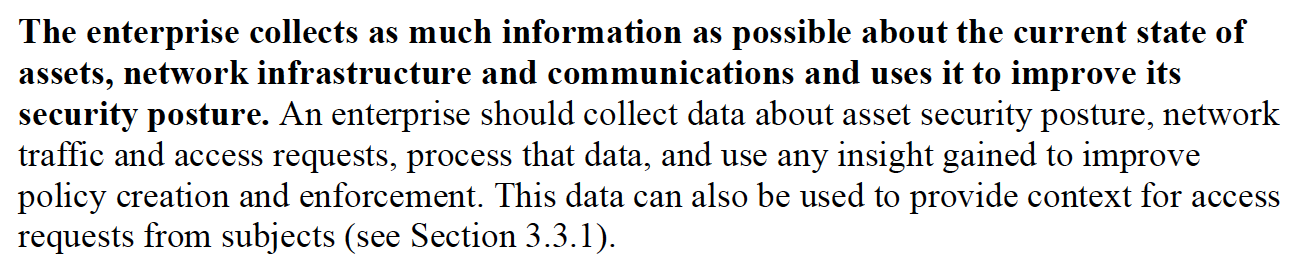 The enterprise collects as much information as possible about the current state of
assets, network infrastructure and communications and uses it to improve its
security posture. An enterprise should collect data about asset security posture, network
traffic and access requests, process that data, and use any insight gained to improve
policy creation and enforcement. This data can also be used to provide context for access
requests from subjects (see Section 3.3.1).